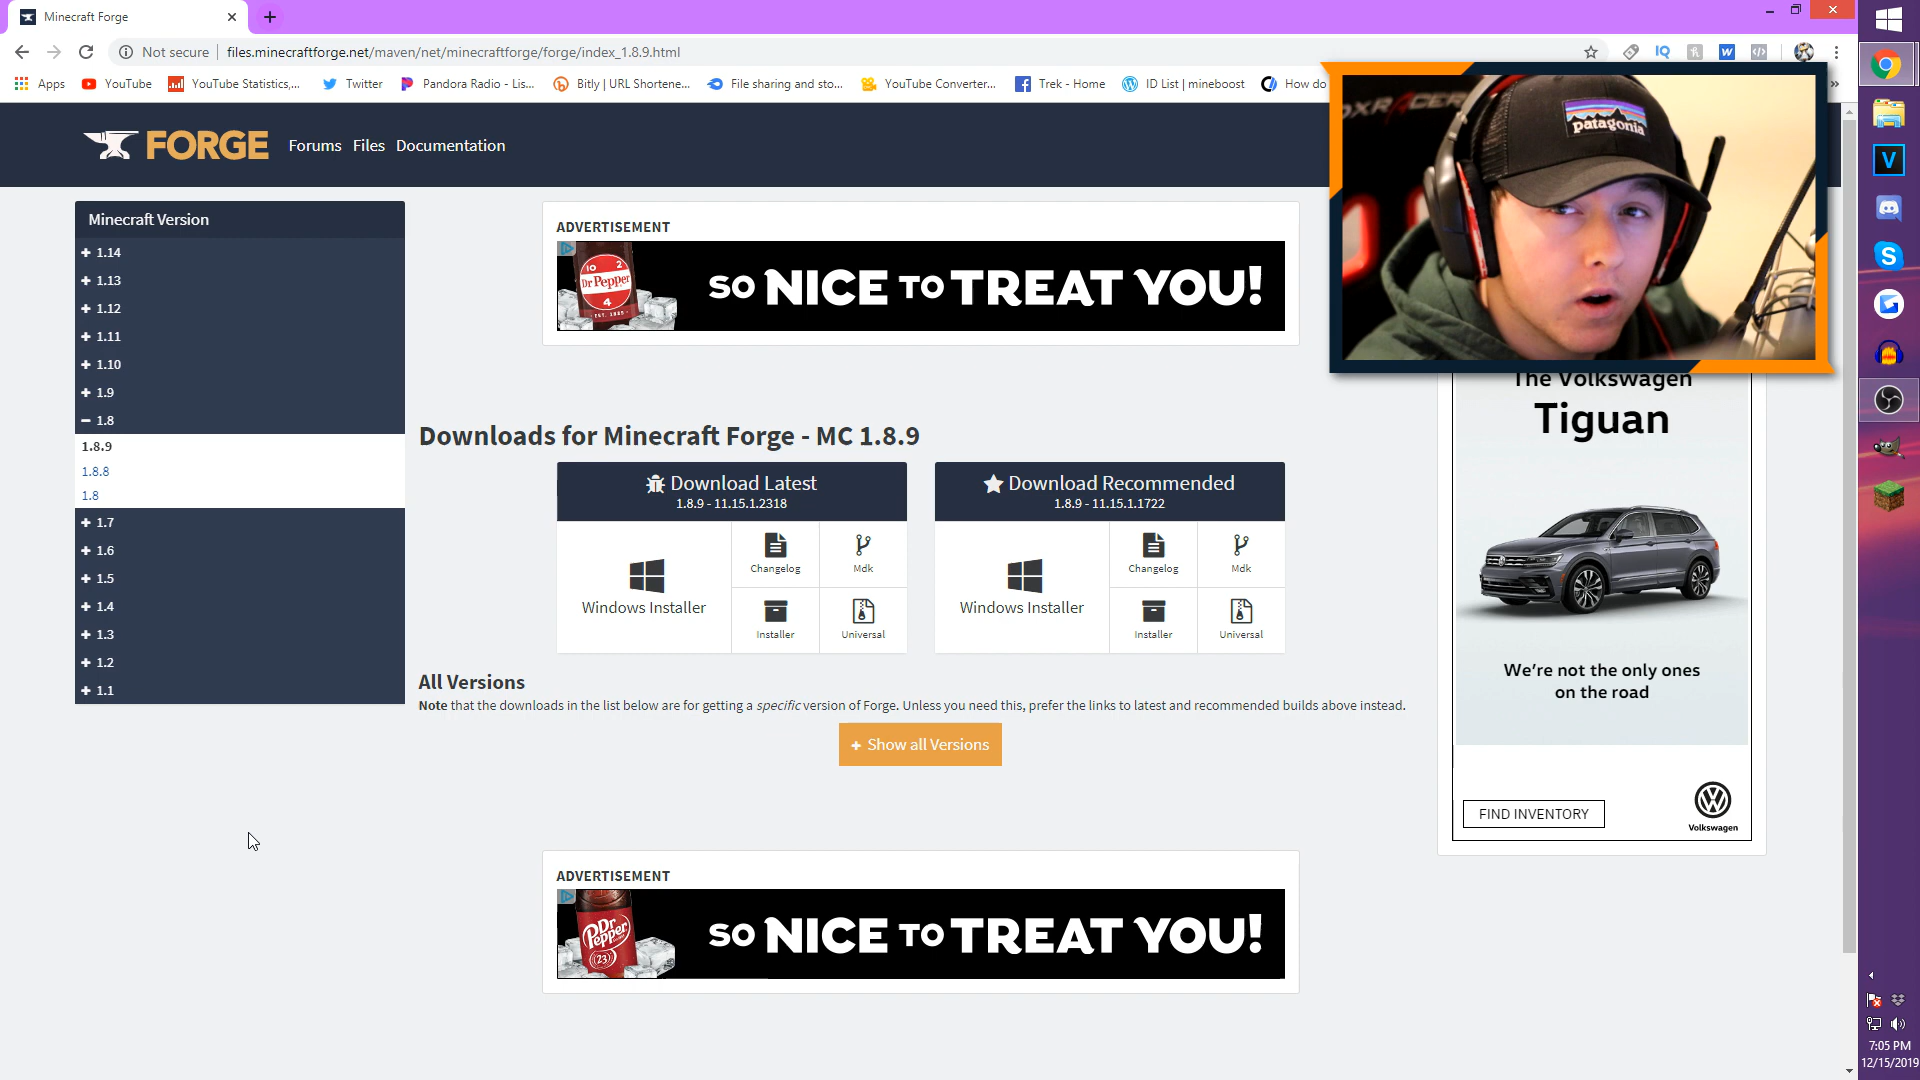 Minecraft Forge
Not secure | files.minecraftforge.net/maven/net/minecraftforge/forge/index_1.8.9.html
Apps YouTube YouTube Statistics,... Twitter Pandora Radio - Lis... Bitly | URL Shortene... File sharing and sto... YouTube Converter... Trek - Home ID List | mineboost How do
FORGE Forums Files Documentation
patagonia
Minecraft Version
1.14
1.13
1.12
1.11
1.10
1.9
1.8
1.8.9
1.8.8
1.8
1.7
1.6
1.5
1.4
1.3
1.2
1.1
ADVERTISEMENT
10 2
Dr Pepper
4
SO NICE TO TREAT YOU!
Downloads for Minecraft Forge - MC 1.8.9
Download Latest
1.8.9 - 11.15.1.2318
Windows Installer
Changelog
Mdk
Installer
Universal
Download Recommended
1.8.9 - 11.15.1.1722
Windows Installer
Changelog
Mdk
Installer
Universal
All Versions
Note that the downloads in the list below are for getting a specific version of Forge. Unless you need this, prefer the links to latest and recommended builds above instead.
+ Show all Versions
ADVERTISEMENT
Dr Pepper
23
SO NICE TO TREAT YOU!
The Volkswagen
Tiguan
We're not the only ones
on the road
FIND INVENTORY
Volkswagen
7:05 PM
12/15/2019